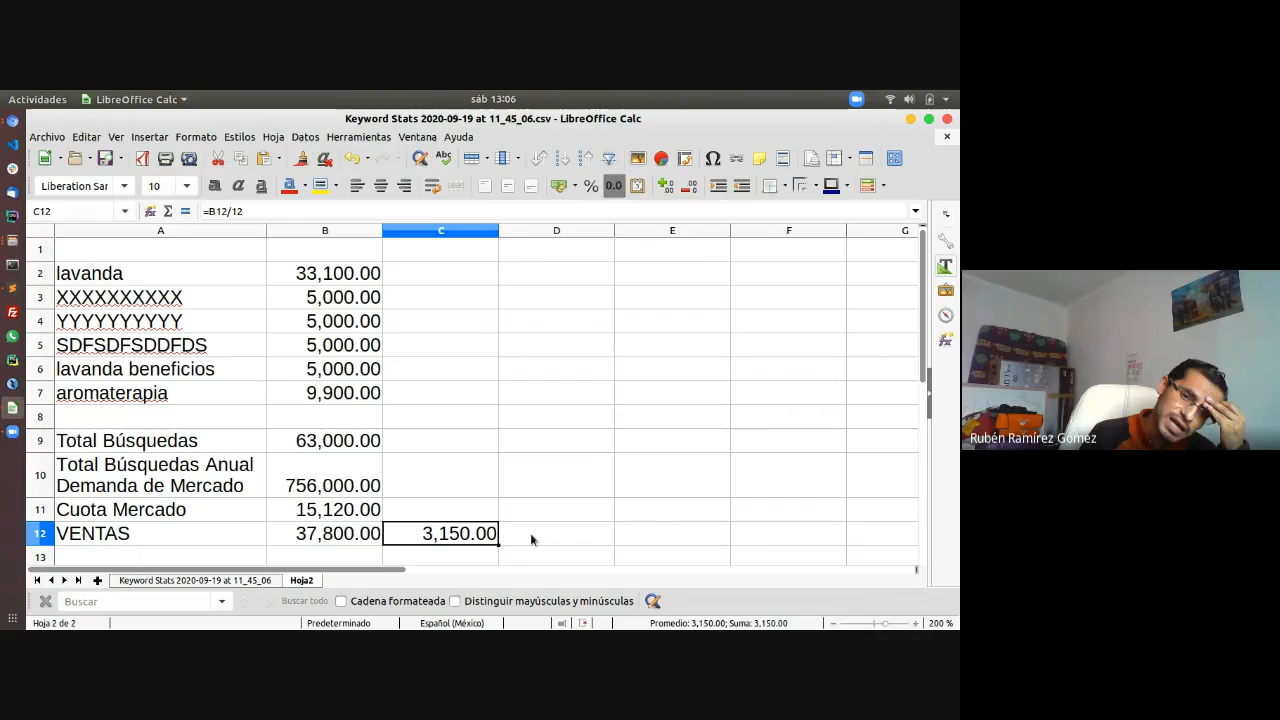 Actividades LibreOffice Calc sáb 13:06
Keyword Stats 2020-09-19 at 11_45_06.csv - LibreOffice Calc
Archivo Editar Ver Insertar Formato Estilos Hoja Datos Herramientas Ventana Ayuda
Liberation Sar 10
C12 =B12/12
A B C D E F G
1
2 lavanda 33,100.00
3 XXXXXXXXXX 5,000.00
4 YYYYYYYYYY 5,000.00
5 SDFSDFSDDFDS 5,000.00
6 lavanda beneficios 5,000.00
7 aromaterapia 9,900.00
8
9 Total Búsquedas 63,000.00
Total Búsquedas Anual
10 Demanda de Mercado 756,000.00
11 Cuota Mercado 15,120.00
12 VENTAS 37,800.00 3,150.00
13
Keyword Stats 2020-09-19 at 11_45_06 Hoja2
Buscar Buscar todo Cadena formateada Distinguir mayúsculas y minúsculas
Hoja 2 de 2 Predeterminado Español (México) Promedio: 3,150.00; Suma: 3,150.00 200 %
Rubén Ramírez Gómez